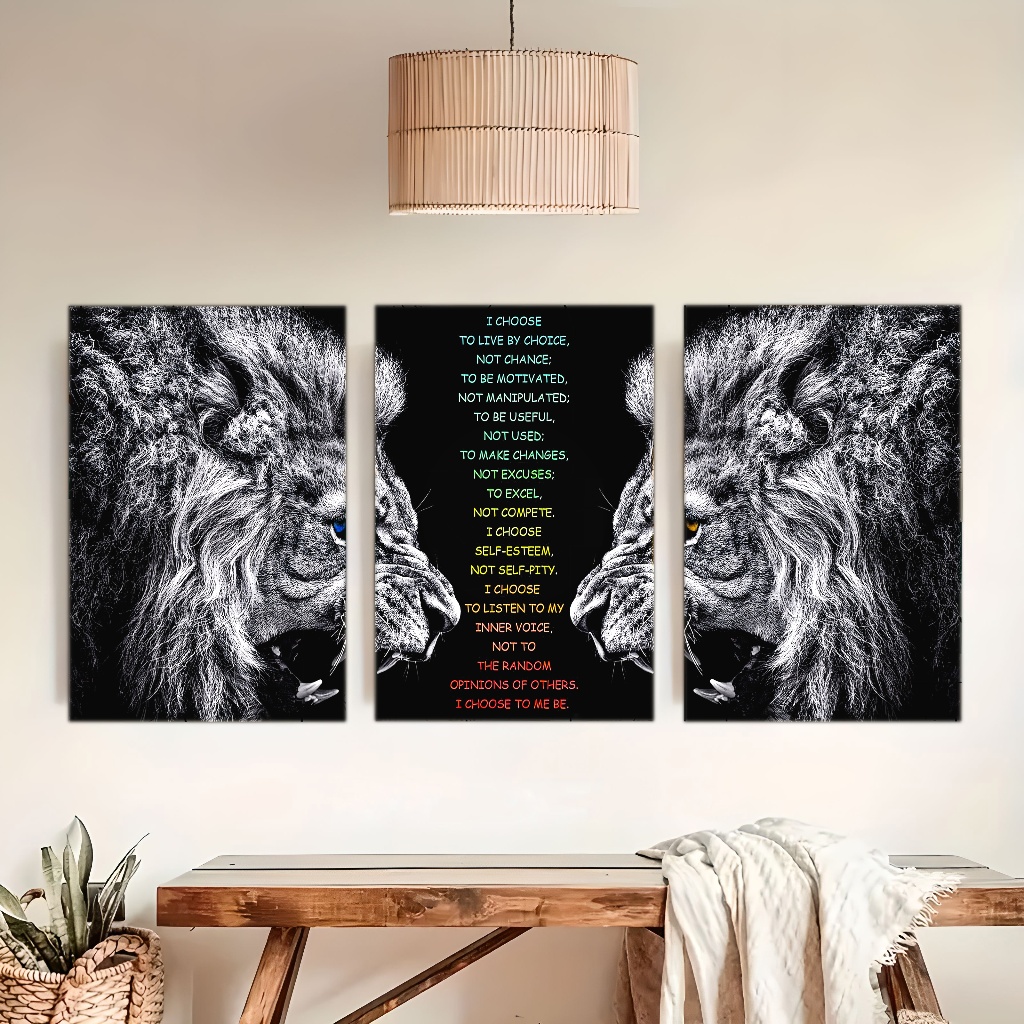 I CHOOSE
TO LIVE BY CHOICE,
NOT CHANCE;
TO BE MOTIVATED,
NOT MANIPULATED;
TO BE USEFUL,
NOT USED;
TO MAKE CHANGES,
NOT EXCUSES;
TO EXCEL,
NOT COMPETE.
I CHOOSE
SELF-ESTEEM,
NOT SELF-PITY.
I CHOOSE
TO LISTEN TO MY
INNER VOICE,
NOT TO
THE RANDOM
OPINIONS OF OTHERS.
I CHOOSE TO ME BE.